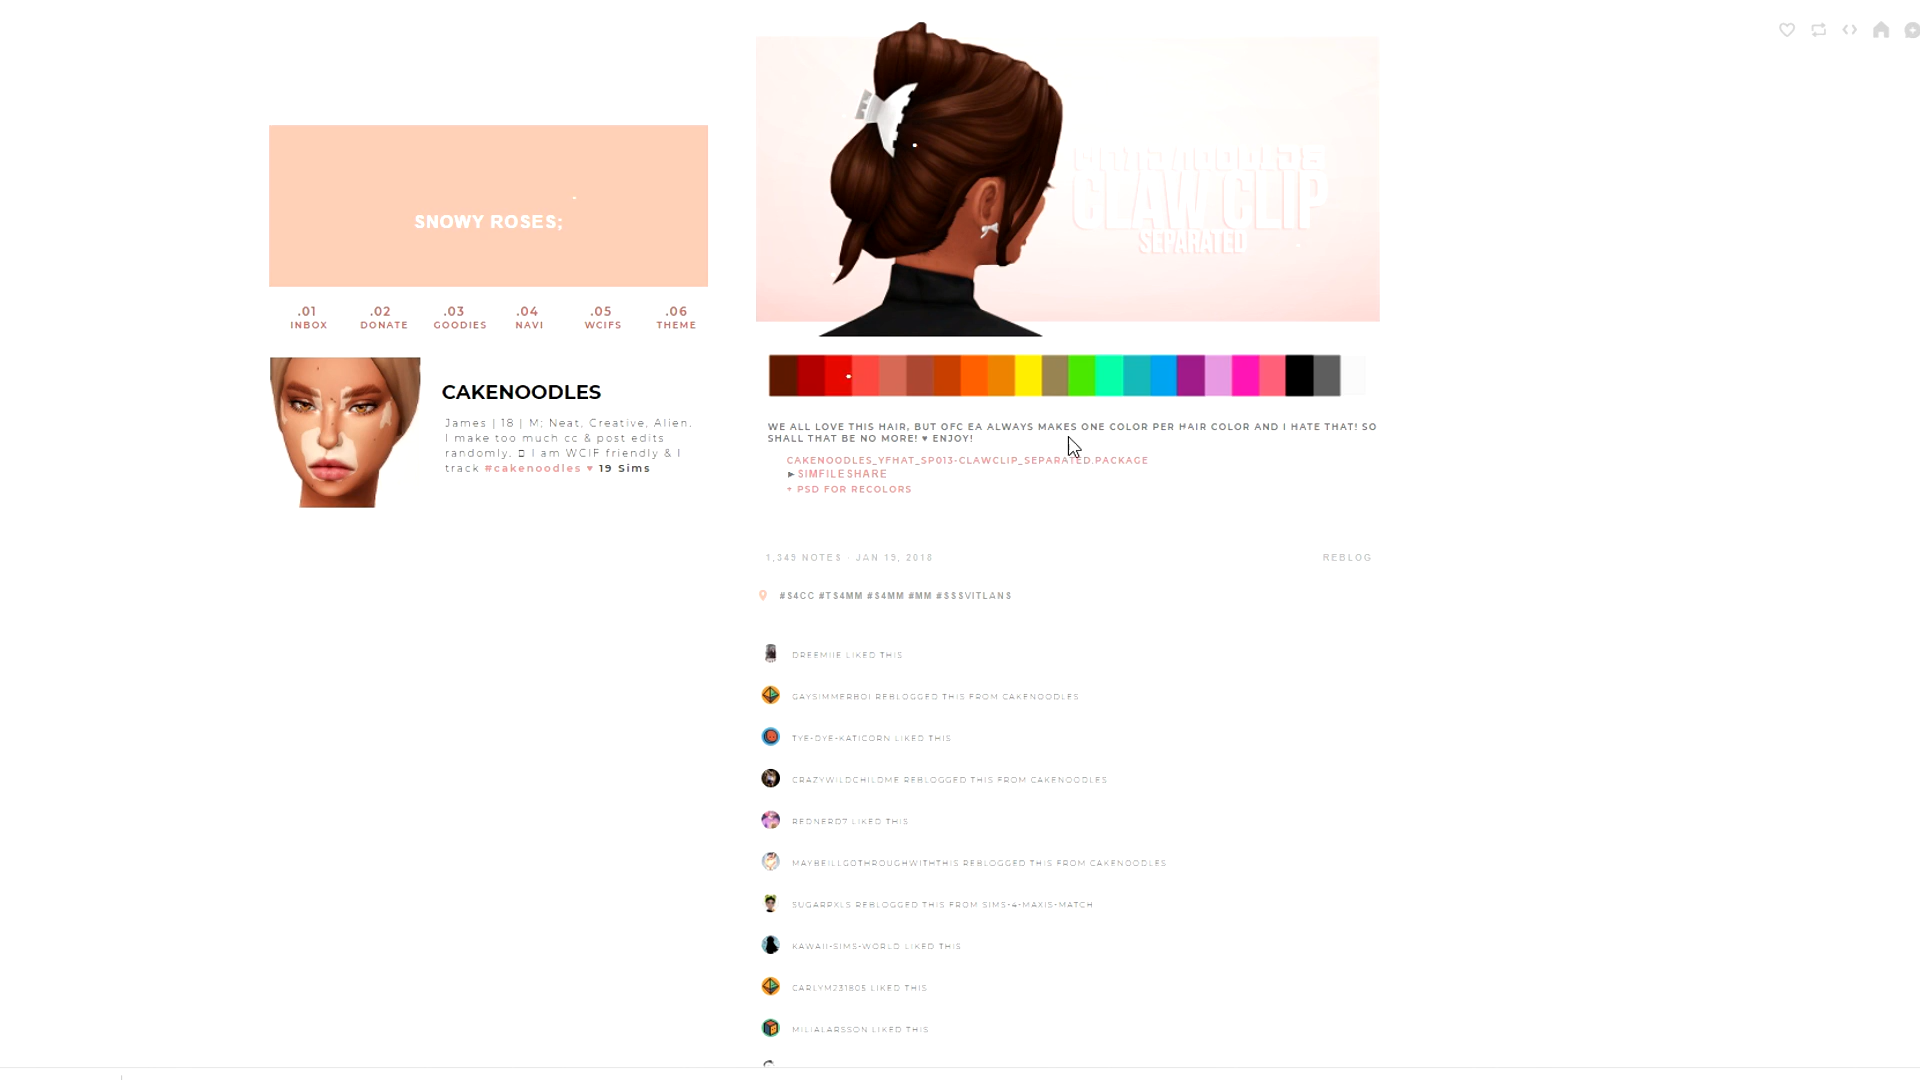 SNOWY ROSES;
.01 .02 .03 .04 .05 .06
INBOX DONATE GOODIES NAVI WCIFS THEME
CAKENOODLES
James | 18 | M; Neat, Creative, Alien.
I make too much cc & post edits
randomly. I am WCIF friendly & I
track #cakenoodles ♥ 19 Sims
CLAW CLIP
SEPARATED
WE ALL LOVE THIS HAIR, BUT OFC EA ALWAYS MAKES ONE COLOR PER HAIR COLOR AND I HATE THAT! SO
SHALL THAT BE NO MORE! ♥ ENJOY!
CAKENOODLES_YFHAT_SP013-CLAWCLIP_SEPARATED.PACKAGE
► SIMFILESHARE
+ PSD FOR RECOLORS
1,349 NOTES · JAN 19, 2018
REBLOG
#S4CC #TS4MM #S4MM #MM #SSSVITLANS
DREEMIIE LIKED THIS
GAYSIMMERBOI REBLOGGED THIS FROM CAKENOODLES
TYE-DYE-KATICORN LIKED THIS
CRAZYWILDCHILDME REBLOGGED THIS FROM CAKENOODLES
REDNERD7 LIKED THIS
MAYBEILLGOTHROUGHWITHTHIS REBLOGGED THIS FROM CAKENOODLES
SUGARPXLS REBLOGGED THIS FROM SIMS-4-MAXIS-MATCH
KAWAII-SIMS-WORLD LIKED THIS
CARLYM231805 LIKED THIS
MILIALARSSON LIKED THIS